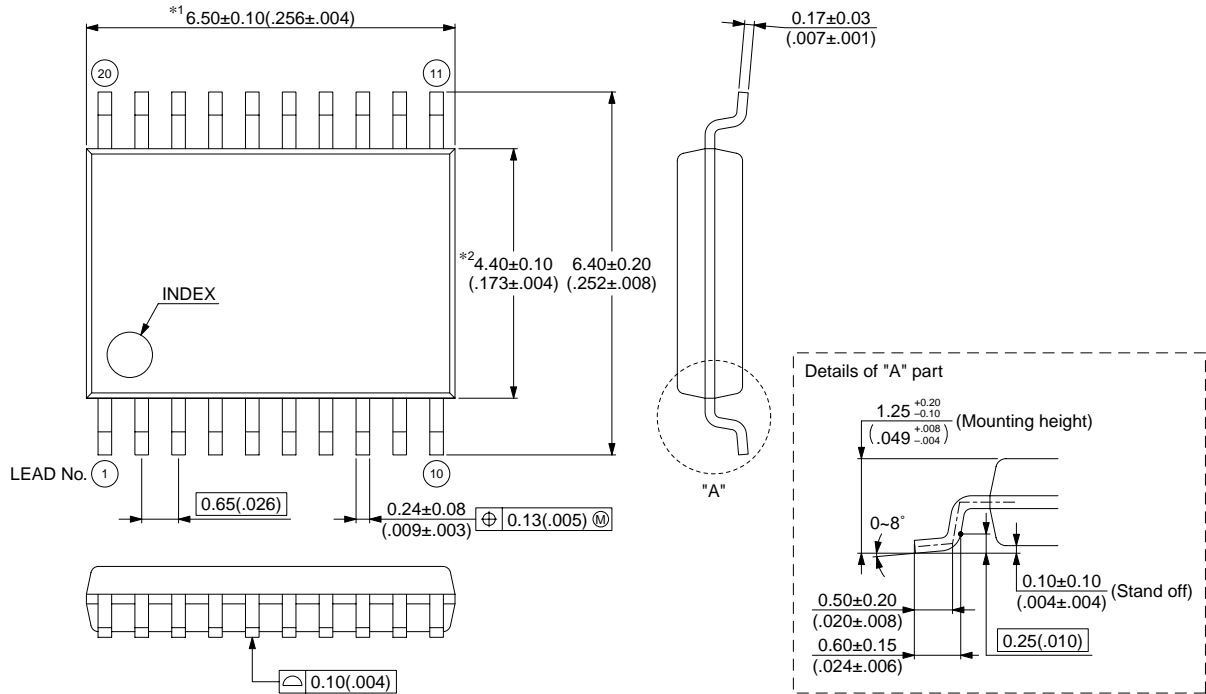 *1 6.50±0.10(.256±.004)
0.17±0.03
(.007±.001)
20
11
*2 4.40±0.10
(.173±.004)
6.40±0.20
(.252±.008)
INDEX
LEAD No.
1
10
"A"
0.65(.026)
0.24±0.08
(.009±.003)
⌖ 0.13(.005) Ⓜ
⌓ 0.10(.004)
Details of "A" part
1.25 +0.20 −0.10
(.049 +.008 −.004)
(Mounting height)
0~8°
0.50±0.20
(.020±.008)
0.60±0.15
(.024±.006)
0.10±0.10
(.004±.004)
(Stand off)
0.25(.010)